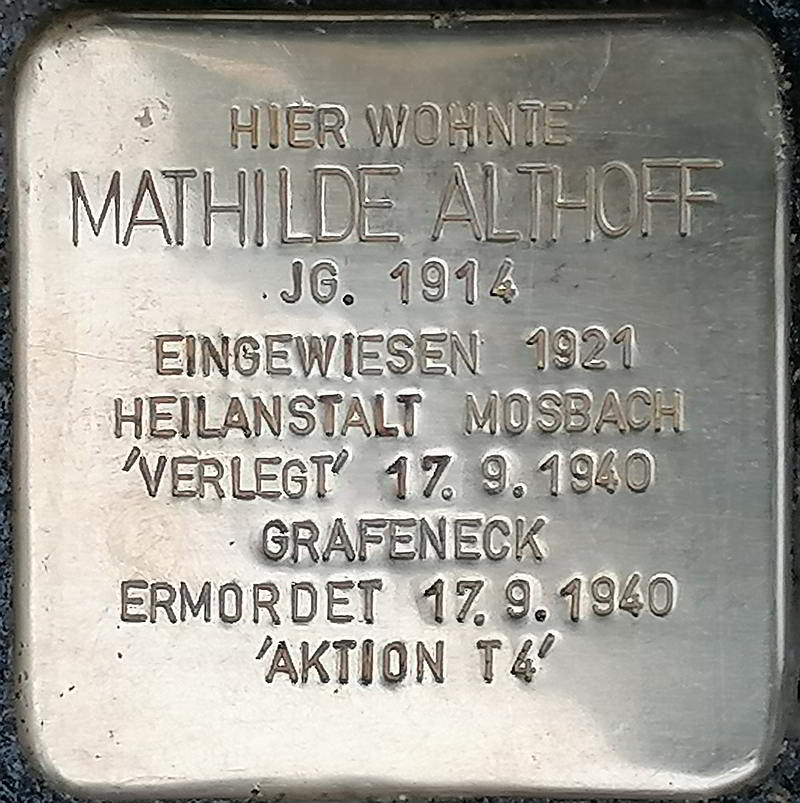 HIER WOHNTE
MATHILDE ALTHOFF
JG. 1914
EINGEWIESEN 1921
HEILANSTALT MOSBACH
'VERLEGT' 17. 9. 1940
GRAFENECK
ERMORDET 17. 9. 1940
'AKTION T4'